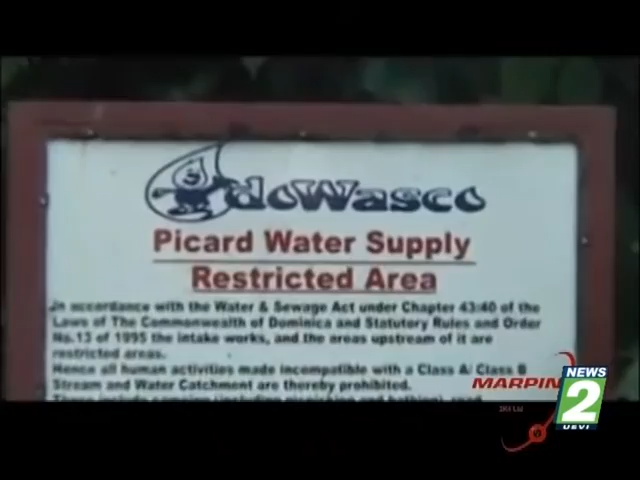 doWasco
Picard Water Supply
Restricted Area
In accordance with the Water & Sewage Act under Chapter 43:40 of the
Laws of The Commonwealth of Dominica and Statutory Rules and Order
No.13 of 1995 the intake works, and the areas upstream of it are
restricted areas.
Hence all human activities made incompatible with a Class A/ Class B
Stream and Water Catchment are thereby prohibited.
MARPIN
NEWS
2